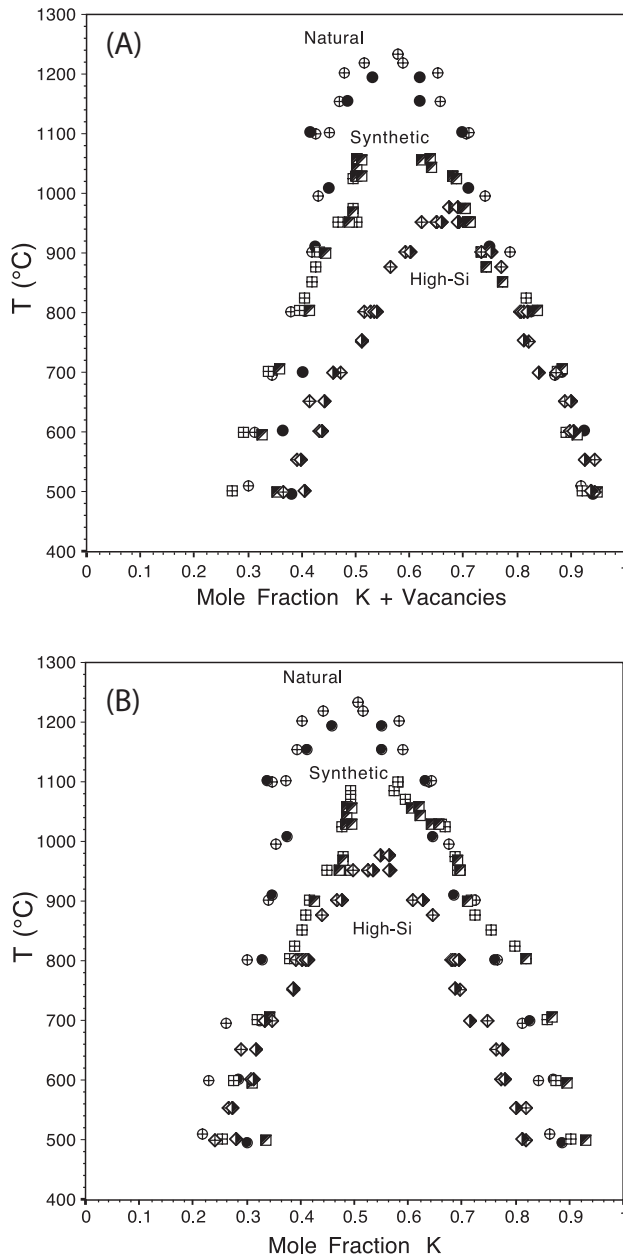 (A)
Natural
Synthetic
High-Si
1300
1200
1100
1000
900
800
700
600
500
400
T (°C)
0 0.1 0.2 0.3 0.4 0.5 0.6 0.7 0.8 0.9 1
Mole Fraction K + Vacancies
(B)
Natural
Synthetic
High-Si
1300
1200
1100
1000
900
800
700
600
500
400
T (°C)
0 0.1 0.2 0.3 0.4 0.5 0.6 0.7 0.8 0.9 1
Mole Fraction K